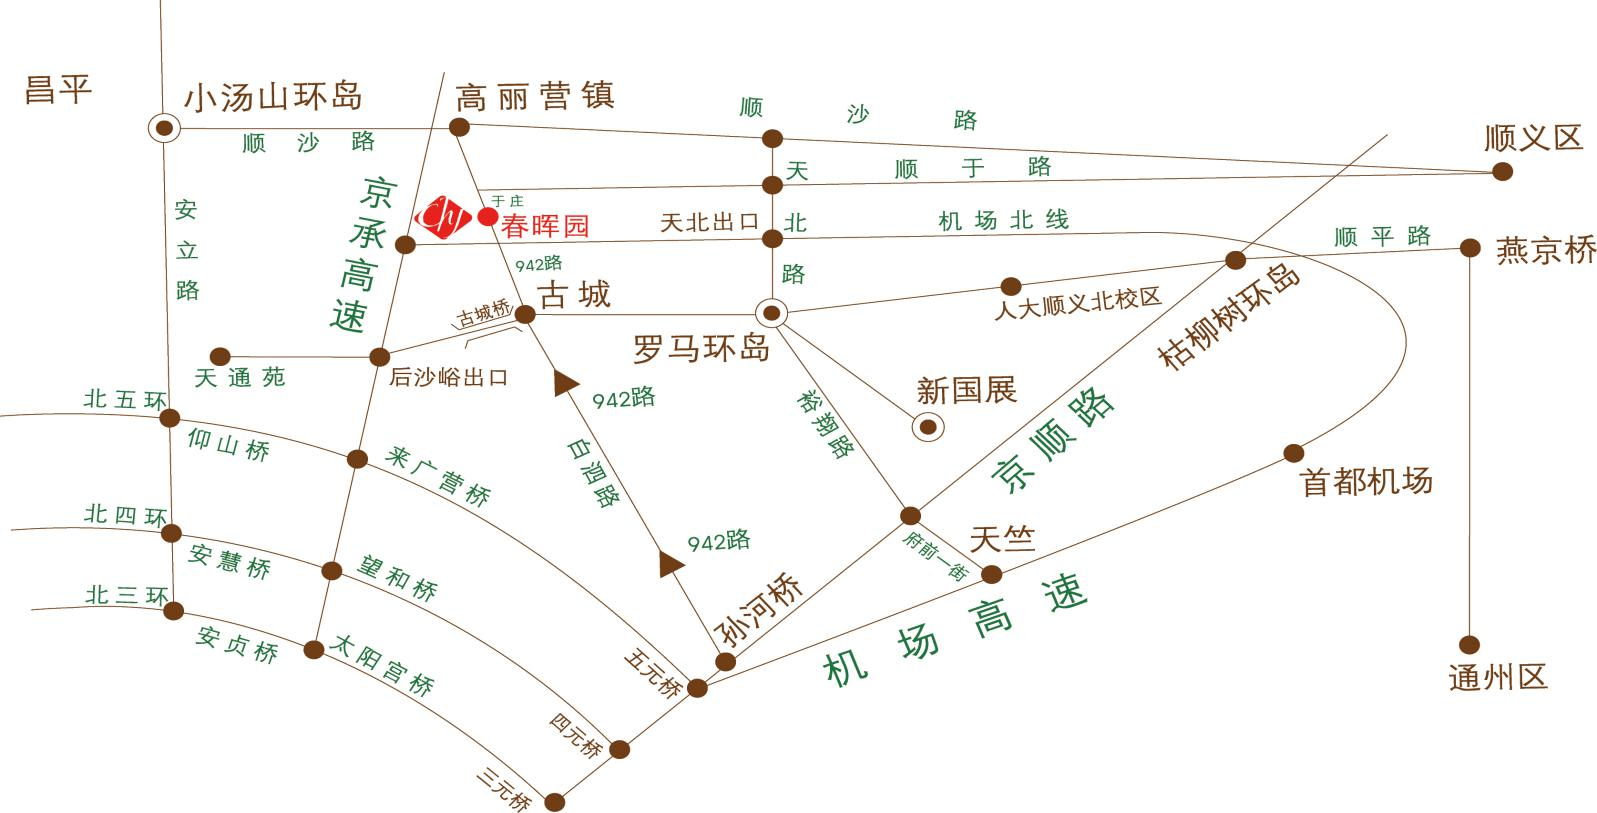 昌平
小汤山环岛
高丽营镇
顺沙路
顺沙路
顺义区
京承高速
天北路
顺于路
安立路
Chj
于庄
春晖园
天北出口
机场北线
顺平路
燕京桥
942路
古城桥
古城
人大顺义北校区
枯柳树环岛
罗马环岛
天通苑
后沙峪出口
942路
新国展
北五环
仰山桥
来广营桥
白泗路
裕翔路
京顺路
首都机场
北四环
安慧桥
望和桥
942路
府前一街
天竺
北三环
安贞桥
太阳宫桥
孙河桥
机场高速
五元桥
四元桥
三元桥
通州区